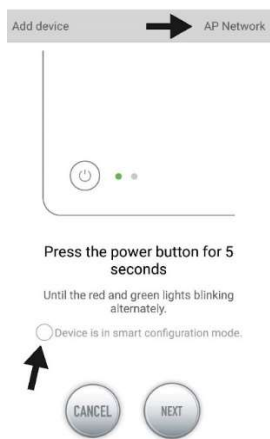 Add device AP Network
Press the power button for 5
seconds
Until the red and green lights blinking
alternately.
Device is in smart configuration mode.
CANCEL NEXT